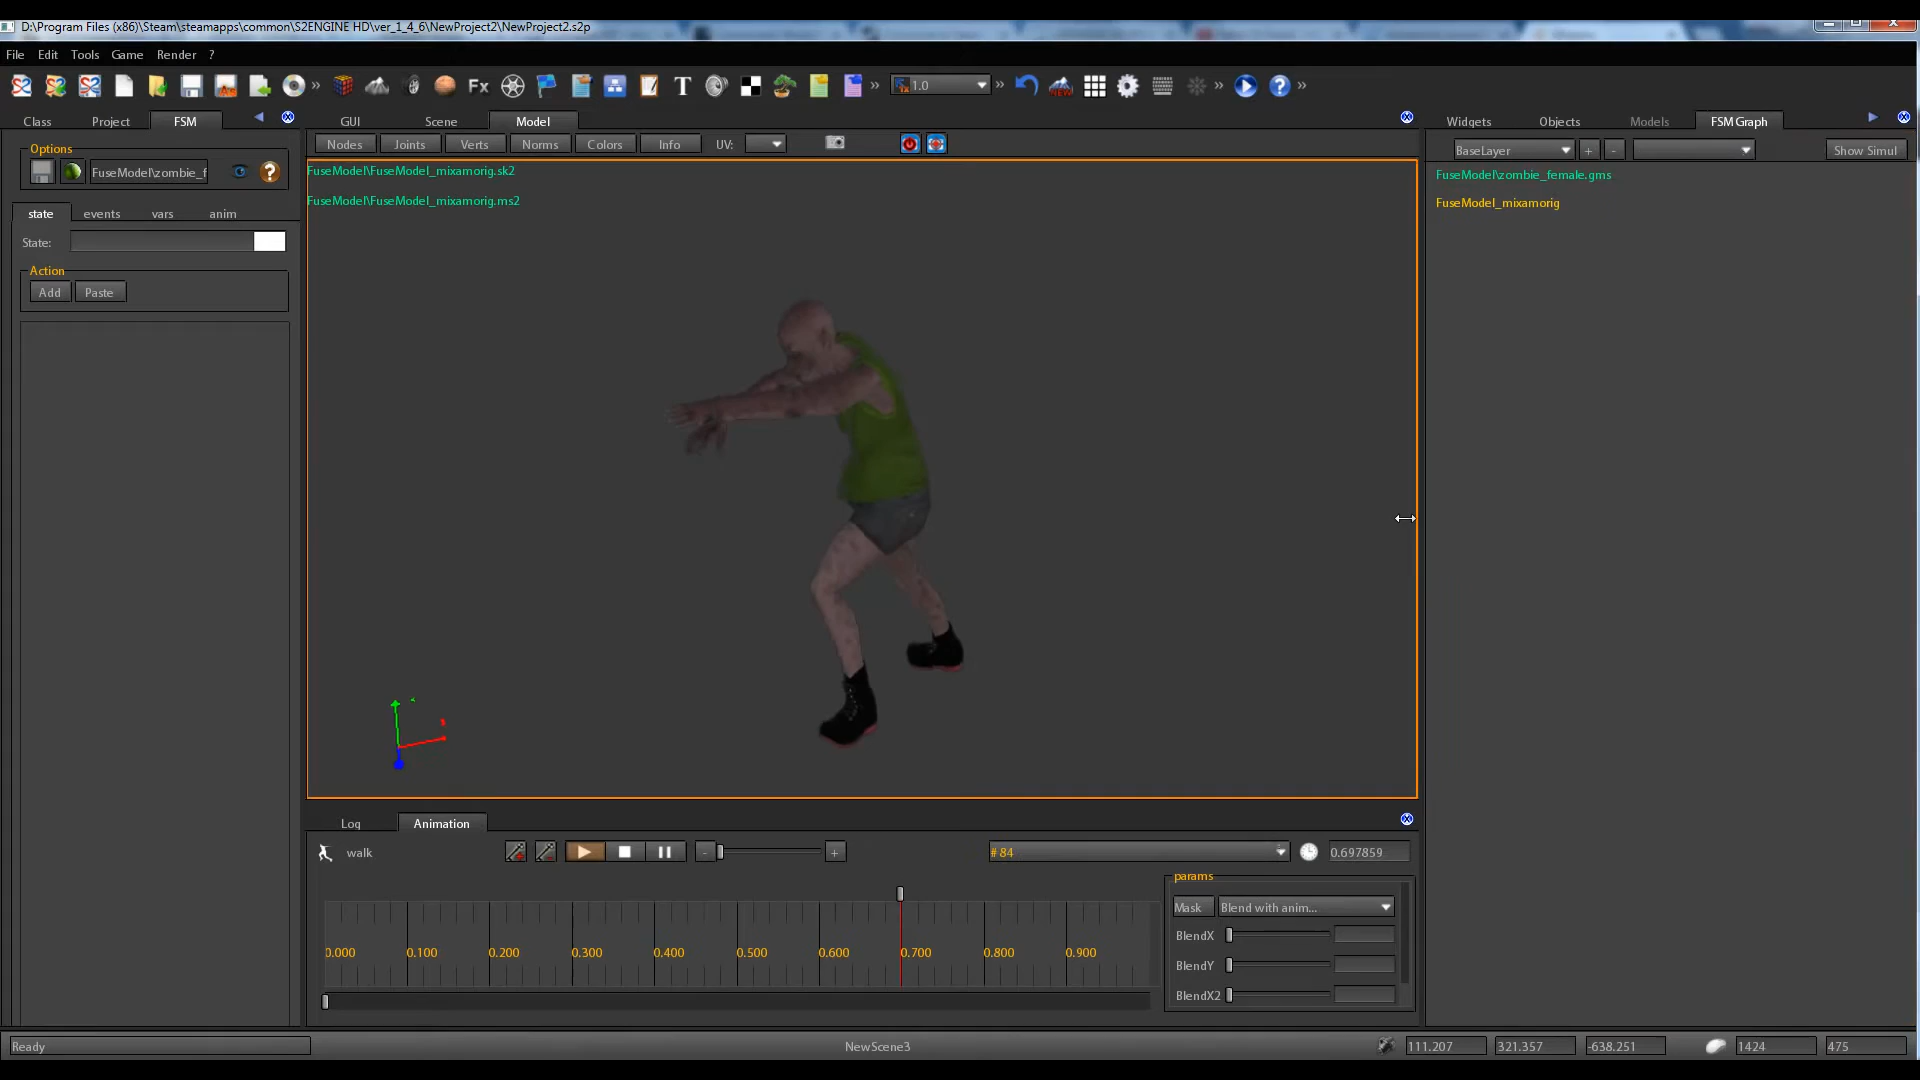 D:\Program Files (x86)\Steam\steamapps\common\S2ENGINE HD\ver_1_4_6\NewProject2\NewProject2.s2p
File Edit Tools Game Render ?
Fx T 1.0
Class Project FSM
GUI Scene Model
Widgets Objects Models FSM Graph
Nodes Joints Verts Norms Colors Info UV:
BaseLayer + - Show Simul
Options
FuseModel\zombie_f
FuseModel\FuseModel_mixamorig.sk2
FuseModel\FuseModel_mixamorig.ms2
FuseModel\zombie_female.gms
FuseModel_mixamorig
state events vars anim
State:
Action
Add Paste
Log Animation
walk
- +
# 84
0.697859
params
Mask Blend with anim...
BlendX
BlendY
BlendX2
0.000 0.100 0.200 0.300 0.400 0.500 0.600 0.700 0.800 0.900
Ready
NewScene3
111.207 321.357 -638.251 1424 475